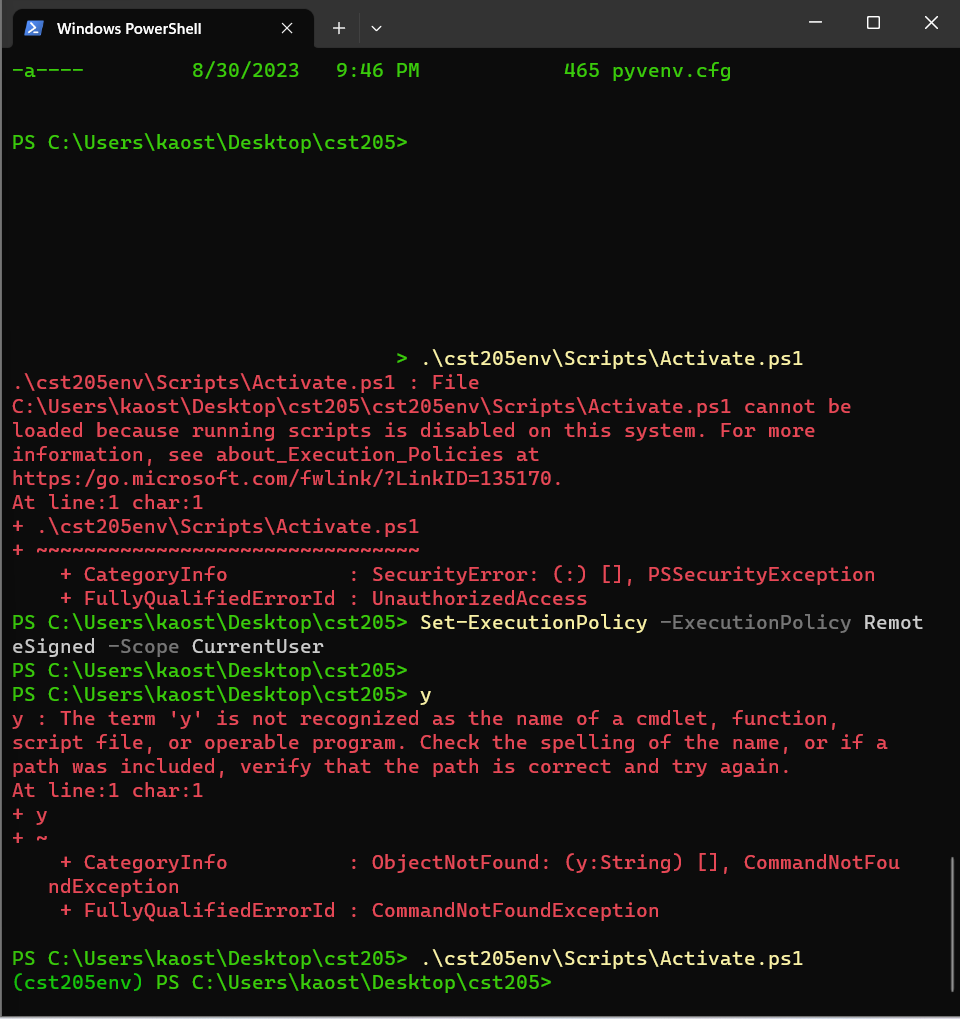 Windows PowerShell
-a----         8/30/2023   9:46 PM            465 pyvenv.cfg
PS C:\Users\kaost\Desktop\cst205>
> .\cst205env\Scripts\Activate.ps1
.\cst205env\Scripts\Activate.ps1 : File
C:\Users\kaost\Desktop\cst205\cst205env\Scripts\Activate.ps1 cannot be
loaded because running scripts is disabled on this system. For more
information, see about_Execution_Policies at
https:/go.microsoft.com/fwlink/?LinkID=135170.
At line:1 char:1
+ .\cst205env\Scripts\Activate.ps1
+ ~~~~~~~~~~~~~~~~~~~~~~~~~~~~~~~~
    + CategoryInfo          : SecurityError: (:) [], PSSecurityException
    + FullyQualifiedErrorId : UnauthorizedAccess
PS C:\Users\kaost\Desktop\cst205> Set-ExecutionPolicy -ExecutionPolicy Remot
eSigned -Scope CurrentUser
PS C:\Users\kaost\Desktop\cst205>
PS C:\Users\kaost\Desktop\cst205> y
y : The term 'y' is not recognized as the name of a cmdlet, function,
script file, or operable program. Check the spelling of the name, or if a
path was included, verify that the path is correct and try again.
At line:1 char:1
+ y
+ ~
    + CategoryInfo          : ObjectNotFound: (y:String) [], CommandNotFou
   ndException
    + FullyQualifiedErrorId : CommandNotFoundException
PS C:\Users\kaost\Desktop\cst205> .\cst205env\Scripts\Activate.ps1
(cst205env) PS C:\Users\kaost\Desktop\cst205>